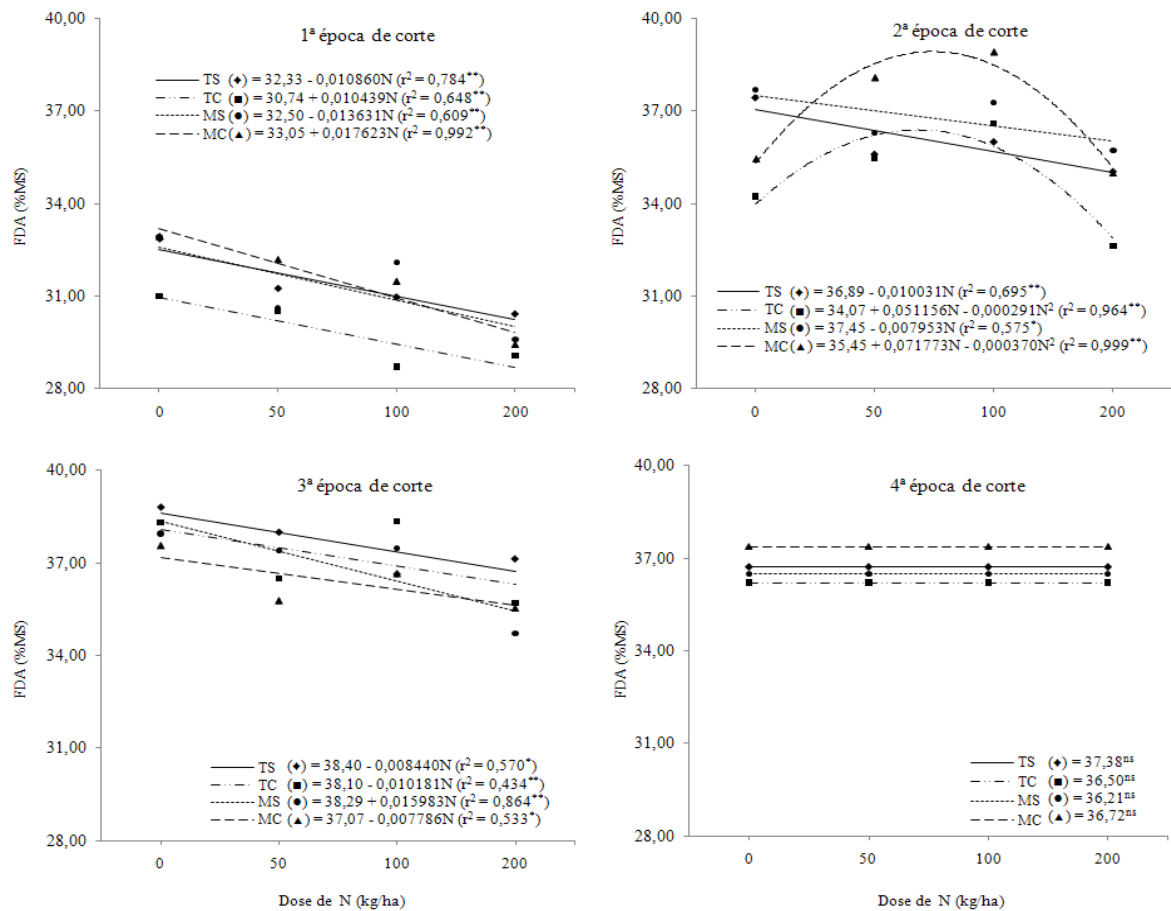 1ª época de corte
FDA (%MS)
40,00
37,00
34,00
31,00
28,00
TS (♦) = 32,33 - 0,010860N (r² = 0,784**)
TC (■) = 30,74 + 0,010439N (r² = 0,648**)
MS (●) = 32,50 - 0,013631N (r² = 0,609**)
MC (▲) = 33,05 + 0,017623N (r² = 0,992**)
0 50 100 200
2ª época de corte
FDA (%MS)
40,00
37,00
34,00
31,00
28,00
TS (♦) = 36,89 - 0,010031N (r² = 0,695**)
TC (■) = 34,07 + 0,051156N - 0,000291N² (r² = 0,964**)
MS (●) = 37,45 - 0,007953N (r² = 0,575*)
MC (▲) = 35,45 + 0,071773N - 0,000370N² (r² = 0,999**)
0 50 100 200
3ª época de corte
FDA (%MS)
40,00
37,00
34,00
31,00
28,00
TS (♦) = 38,40 - 0,008440N (r² = 0,570*)
TC (■) = 38,10 - 0,010181N (r² = 0,434**)
MS (●) = 38,29 + 0,015983N (r² = 0,864**)
MC (▲) = 37,07 - 0,007786N (r² = 0,533*)
0 50 100 200
Dose de N (kg/ha)
4ª época de corte
FDA (%MS)
40,00
37,00
34,00
31,00
28,00
TS (♦) = 37,38ns
TC (■) = 36,50ns
MS (●) = 36,21ns
MC (▲) = 36,72ns
0 50 100 200
Dose de N (kg/ha)